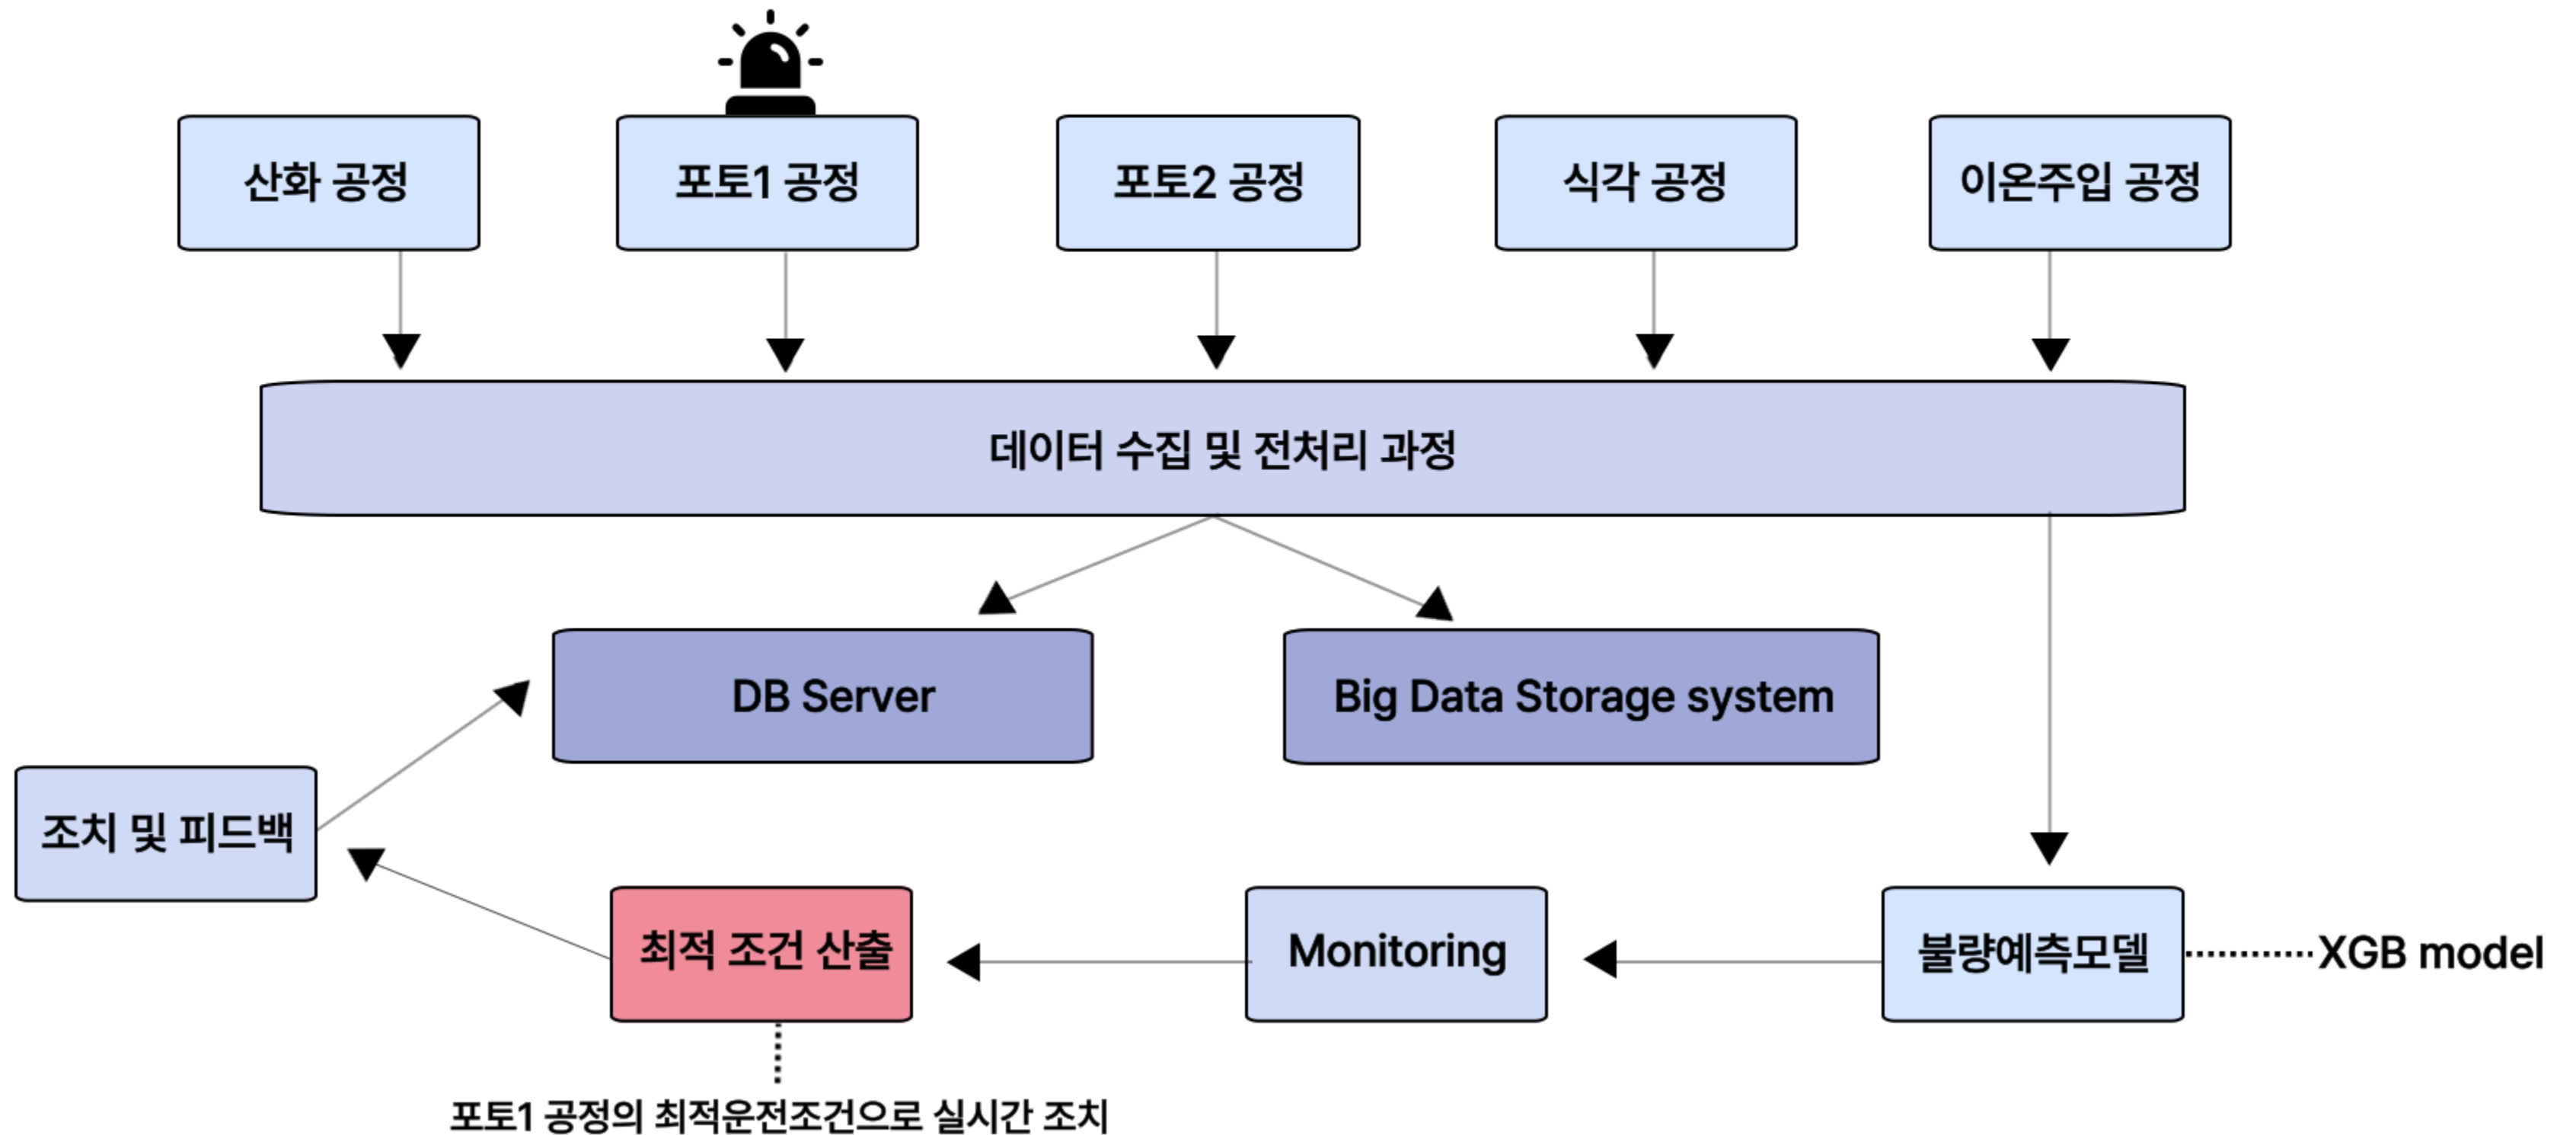 산화 공정
포토1 공정
포토2 공정
식각 공정
이온주입 공정
데이터 수집 및 전처리 과정
DB Server
Big Data Storage system
조치 및 피드백
최적 조건 산출
Monitoring
불량예측모델
XGB model
포토1 공정의 최적운전조건으로 실시간 조치